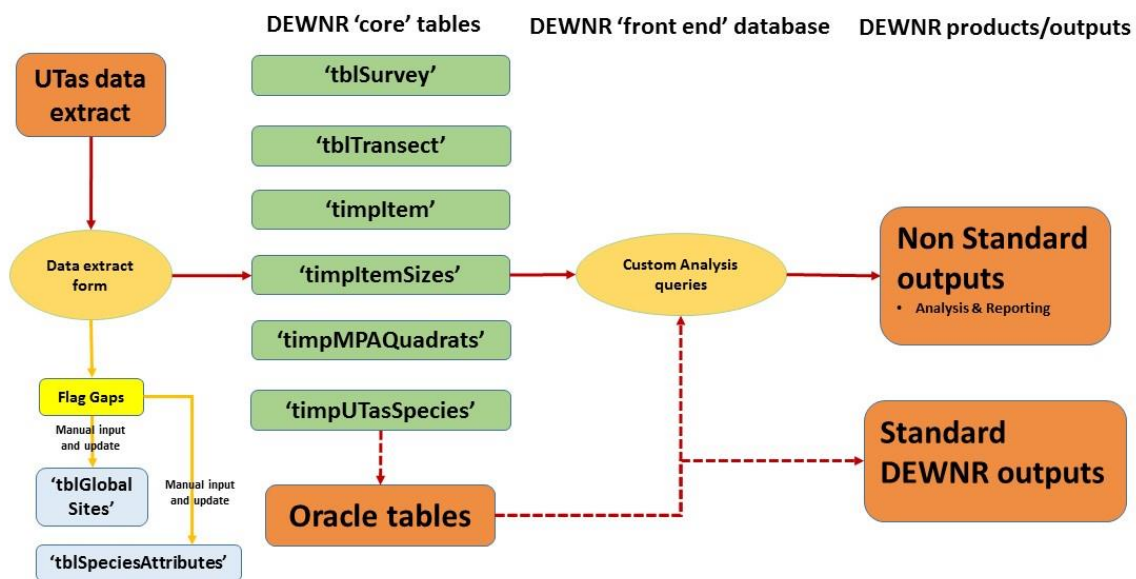 DEWNR ‘core’ tables
DEWNR ‘front end’ database
DEWNR products/outputs
UTas data
extract
Data extract
form
Flag Gaps
Manual input
and update
‘tblGlobal
Sites’
Manual input
and update
‘tblSpeciesAttributes’
‘tblSurvey’
‘tblTransect’
‘timpItem’
‘timpItemSizes’
‘timpMPAQuadrats’
‘timpUTasSpecies’
Oracle tables
Custom Analysis
queries
Non Standard
outputs
• Analysis & Reporting
Standard
DEWNR outputs